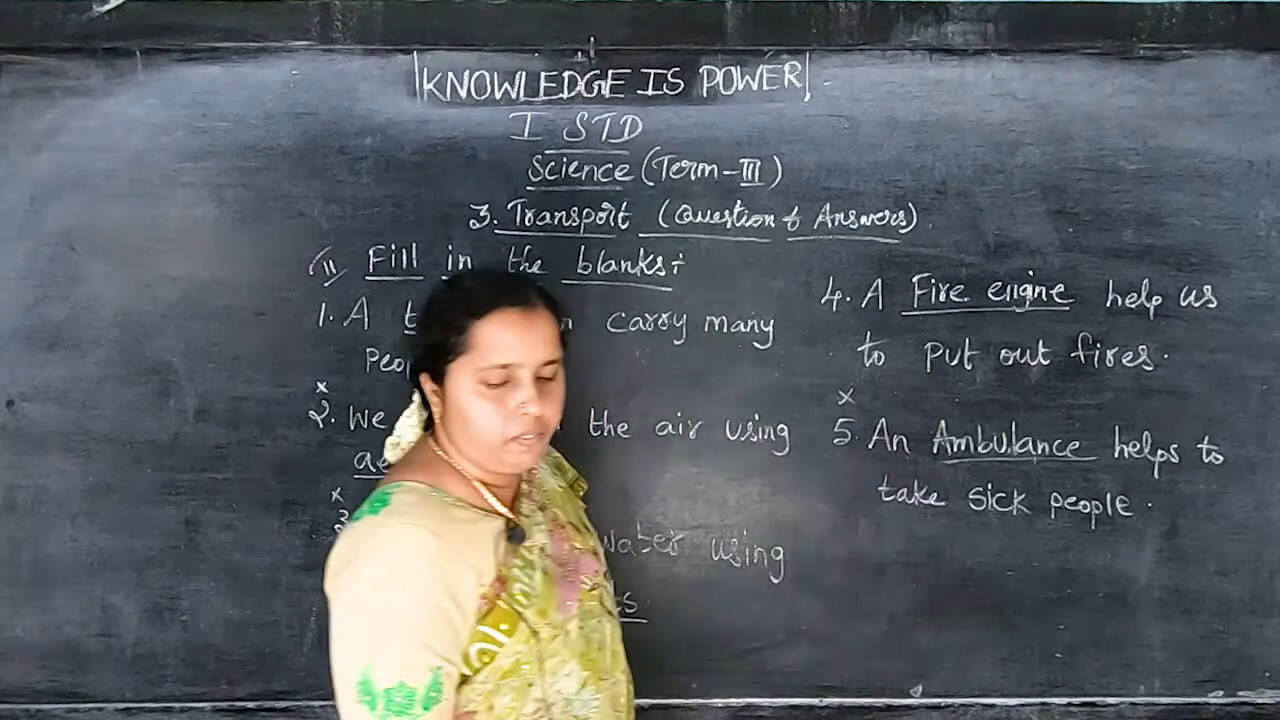 KNOWLEDGE IS POWER
I STD
Science (Term-III)
3. Transport (Question & Answers)
II Fill in the blanks:-
1. A carry many
2. We the air using
3.
water using
4. A Fire engine help us
to put out fires.
5. An Ambulance helps to
take sick people.